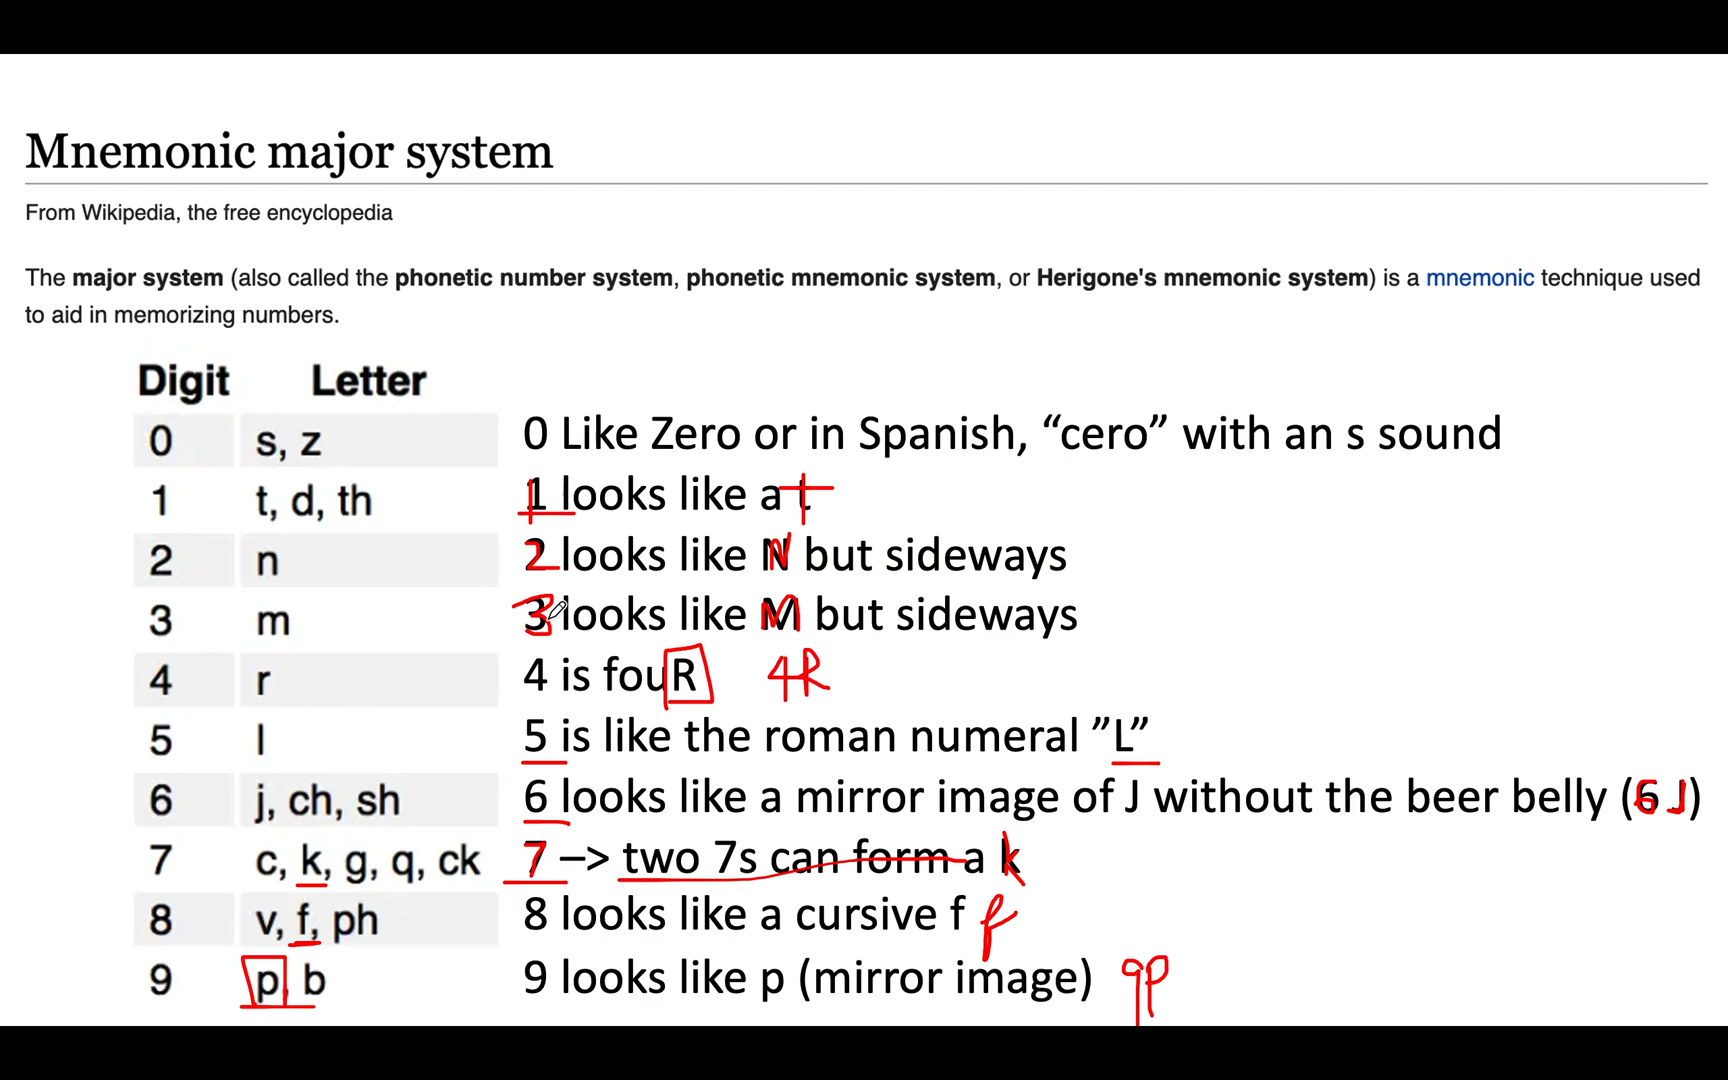 Mnemonic major system
From Wikipedia, the free encyclopedia
The major system (also called the phonetic number system, phonetic mnemonic system, or Herigone's mnemonic system) is a mnemonic technique used
to aid in memorizing numbers.
Digit Letter
0 s, z 0 Like Zero or in Spanish, “cero” with an s sound
1 t, d, th 1 looks like a t
2 n 2 looks like N but sideways
3 m 3 looks like M but sideways
4 r 4 is fouR 4R
5 l 5 is like the roman numeral ”L”
6 j, ch, sh 6 looks like a mirror image of J without the beer belly (6 J)
7 c, k, g, q, ck 7 –> two 7s can form a k
8 v, f, ph 8 looks like a cursive f f
9 p, b 9 looks like p (mirror image) 9p